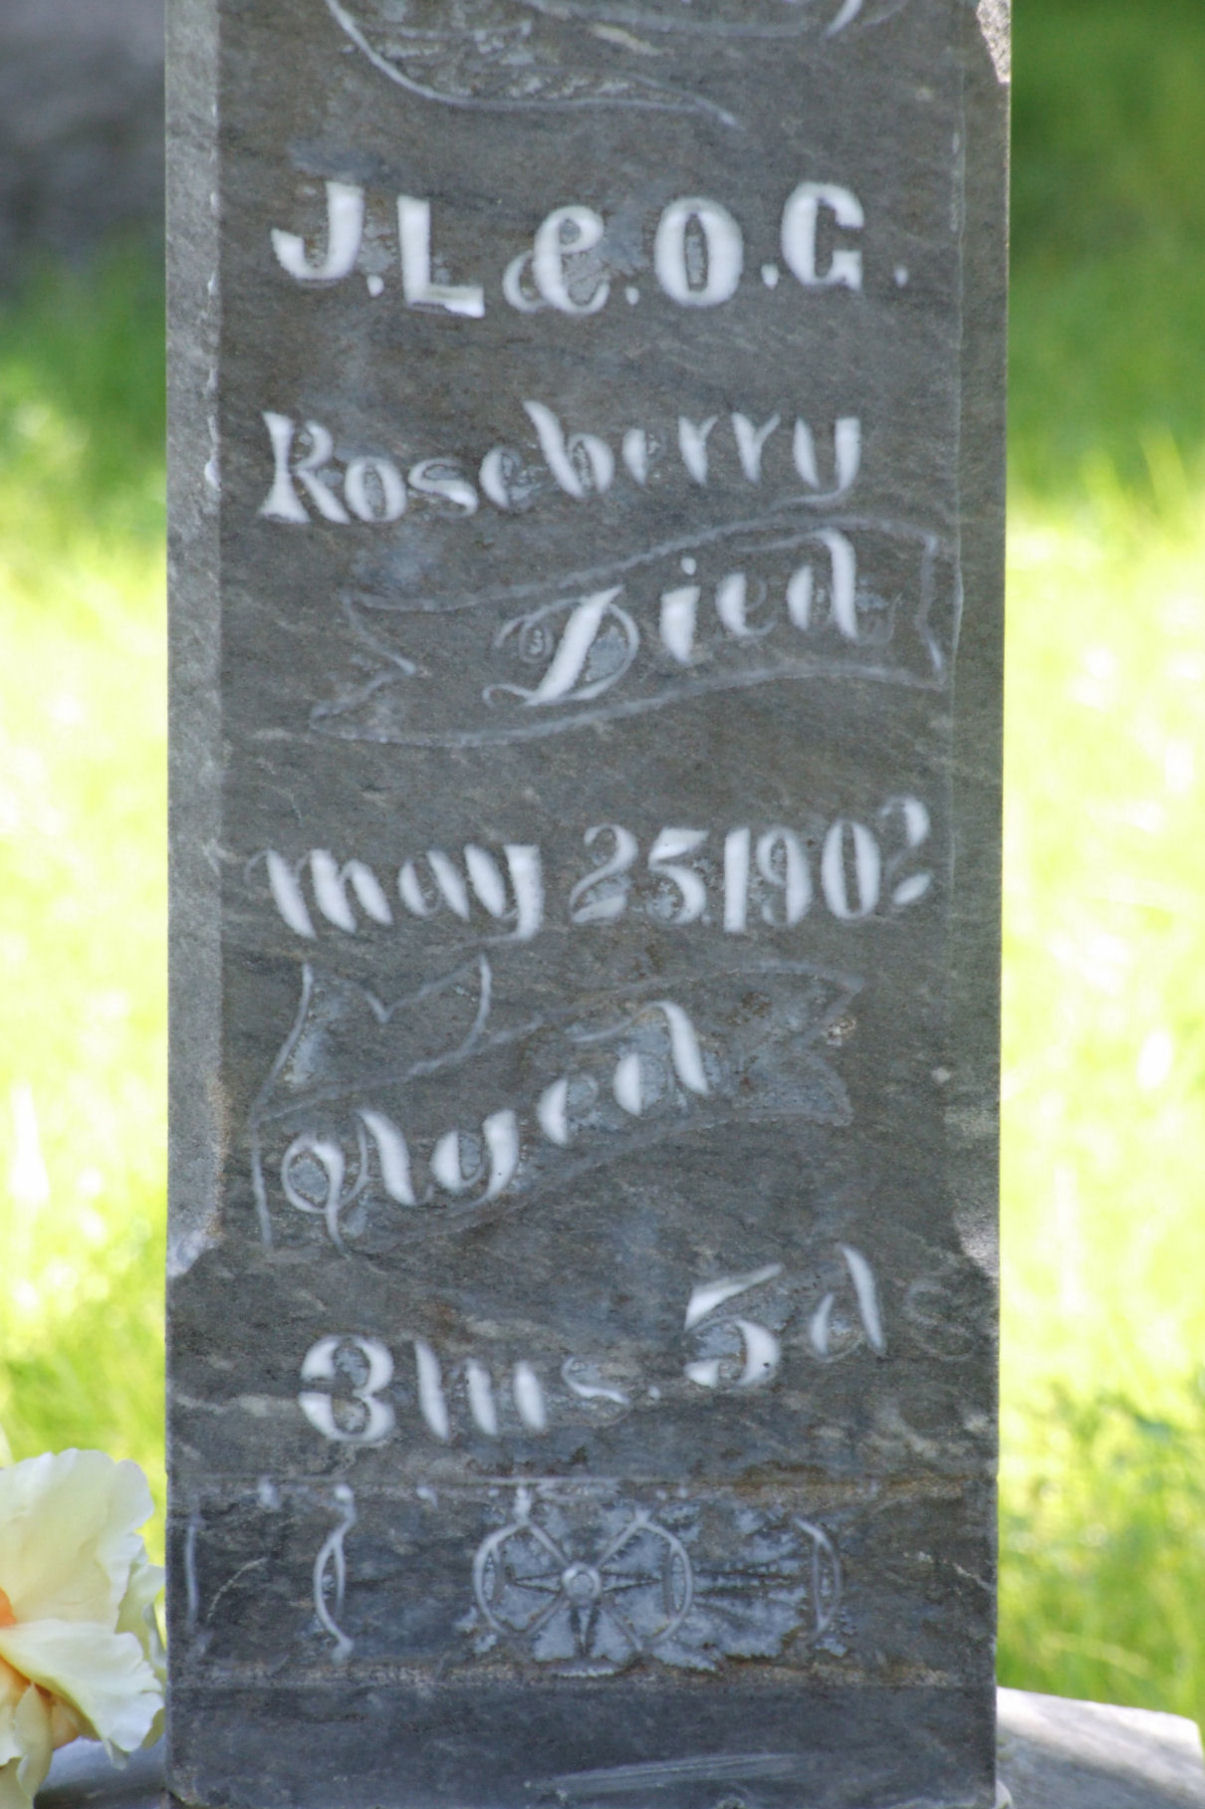 J. L. &. O. G.
Roseberry
Died
may 25 1902
Aged
3 ms. 5 ds